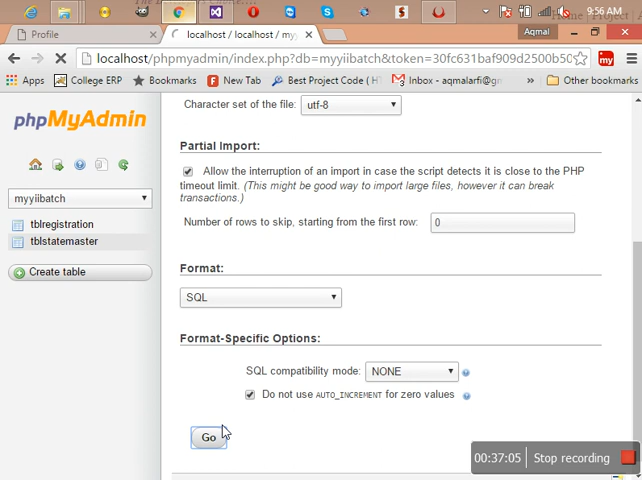 9:56 AM
Home | Project | A
Profile
localhost / localhost / my
Aqmal
localhost/phpmyadmin/index.php?db=myyiibatch&token=30fc631baf909d2500b50
Apps
College ERP
Bookmarks
New Tab
Best Project Code ( H
Inbox - aqmalarfi@gn
»
Other bookmarks
my
phpMyAdmin
myyiibatch
tblregistration
tblstatemaster
Create table
Character set of the file: utf-8
Partial Import:
Allow the interruption of an import in case the script detects it is close to the PHP
timeout limit. (This might be good way to import large files, however it can break
transactions.)
Number of rows to skip, starting from the first row: 0
Format:
SQL
Format-Specific Options:
SQL compatibility mode: NONE
Do not use AUTO_INCREMENT for zero values
Go
00:37:05 Stop recording